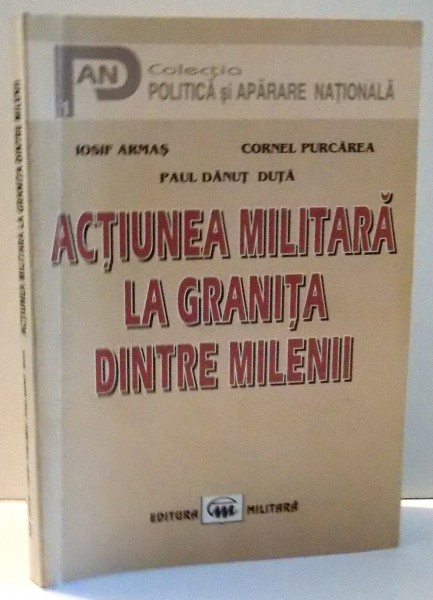 PAN
1
Colecția
POLITICĂ și APĂRARE NAȚIONALĂ
IOSIF ARMAȘ CORNEL PURCĂREA
PAUL DĂNUȚ DUȚĂ
ACȚIUNEA MILITARĂ
LA GRANIȚA
DINTRE MILENII
EDITURA MILITARĂ
ACȚIUNEA MILITARĂ LA GRANIȚA DINTRE MILENII